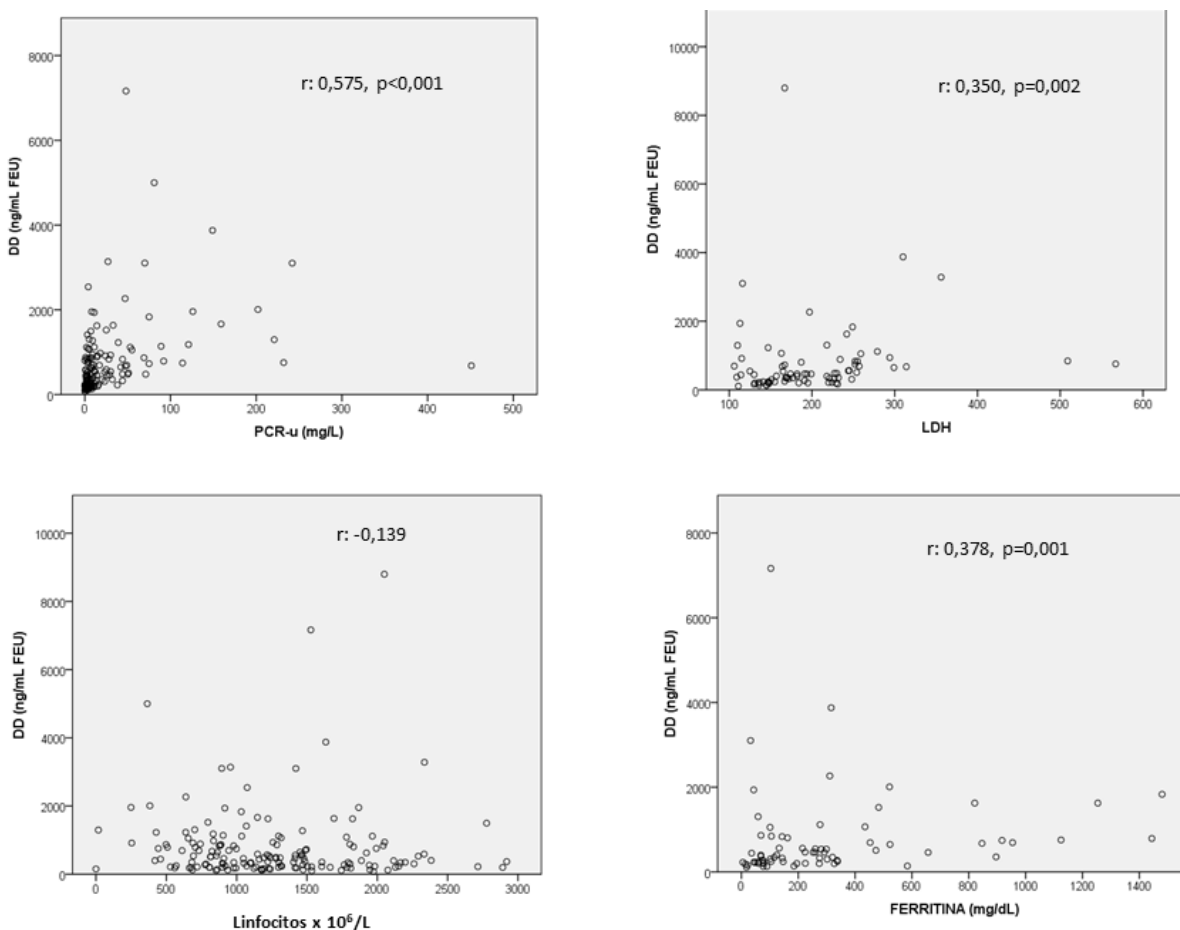 8000
6000
4000
2000
0
DD (ng/mL FEU)
r: 0,575, p<0,001
0 100 200 300 400 500
PCR-u (mg/L)
10000
8000
6000
4000
2000
0
DD (ng/mL FEU)
r: 0,350, p=0,002
100 200 300 400 500 600
LDH
10000
8000
6000
4000
2000
0
DD (ng/mL FEU)
r: -0,139
0 500 1000 1500 2000 2500 3000
Linfocitos x 10⁶/L
8000
6000
4000
2000
0
DD (ng/mL FEU)
r: 0,378, p=0,001
0 200 400 600 800 1000 1200 1400
FERRITINA (mg/dL)